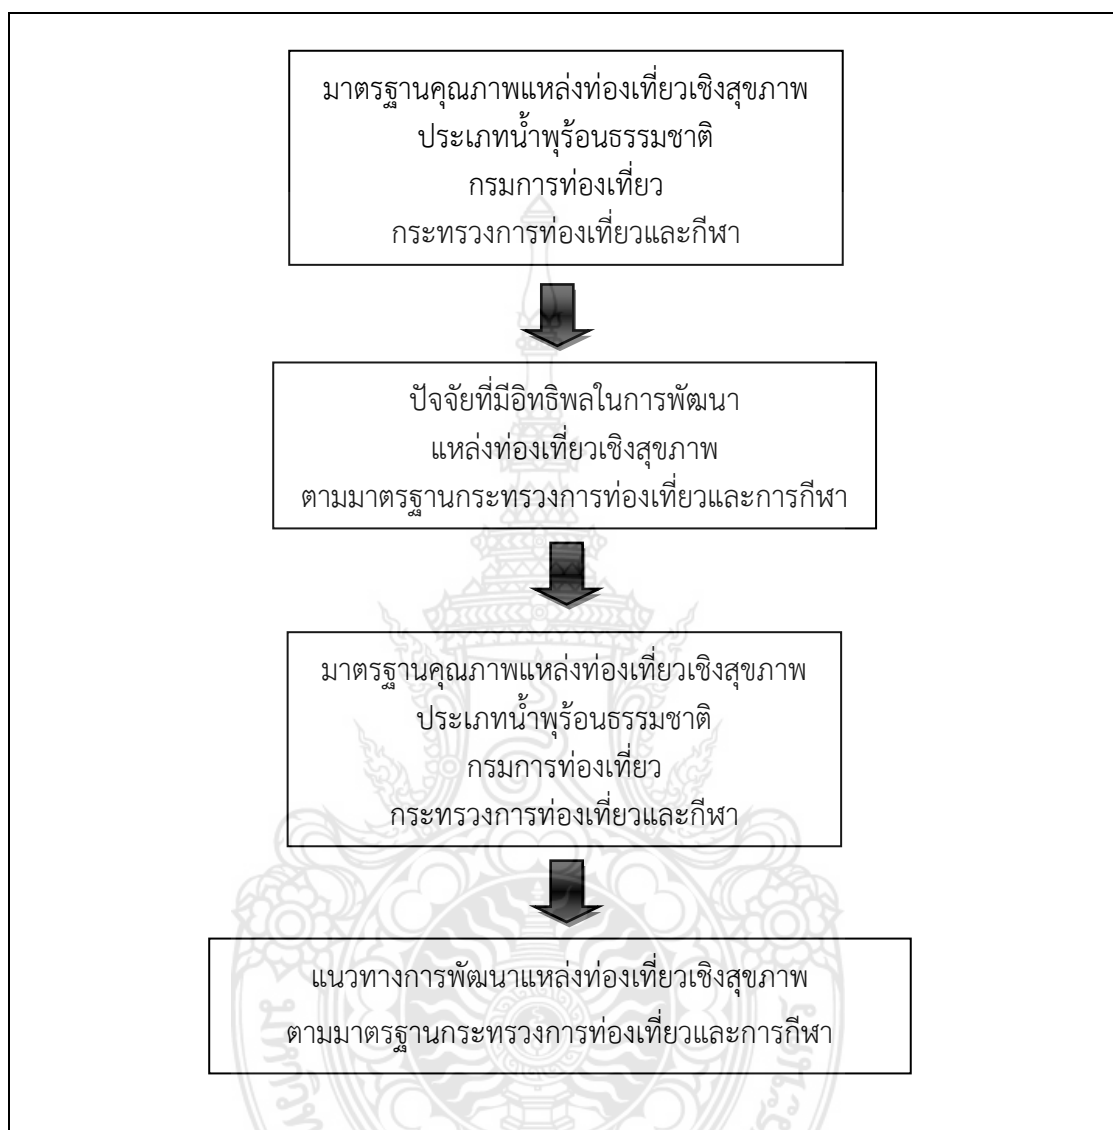 มาตรฐานคุณภาพแหล่งท่องเที่ยวเชิงสุขภาพ
ประเภทน้ำพุร้อนธรรมชาติ
กรมการท่องเที่ยว
กระทรวงการท่องเที่ยวและกีฬา
ปัจจัยที่มีอิทธิพลในการพัฒนา
แหล่งท่องเที่ยวเชิงสุขภาพ
ตามมาตรฐานกระทรวงการท่องเที่ยวและการกีฬา
มาตรฐานคุณภาพแหล่งท่องเที่ยวเชิงสุขภาพ
ประเภทน้ำพุร้อนธรรมชาติ
กรมการท่องเที่ยว
กระทรวงการท่องเที่ยวและกีฬา
แนวทางการพัฒนาแหล่งท่องเที่ยวเชิงสุขภาพ
ตามมาตรฐานกระทรวงการท่องเที่ยวและการกีฬา